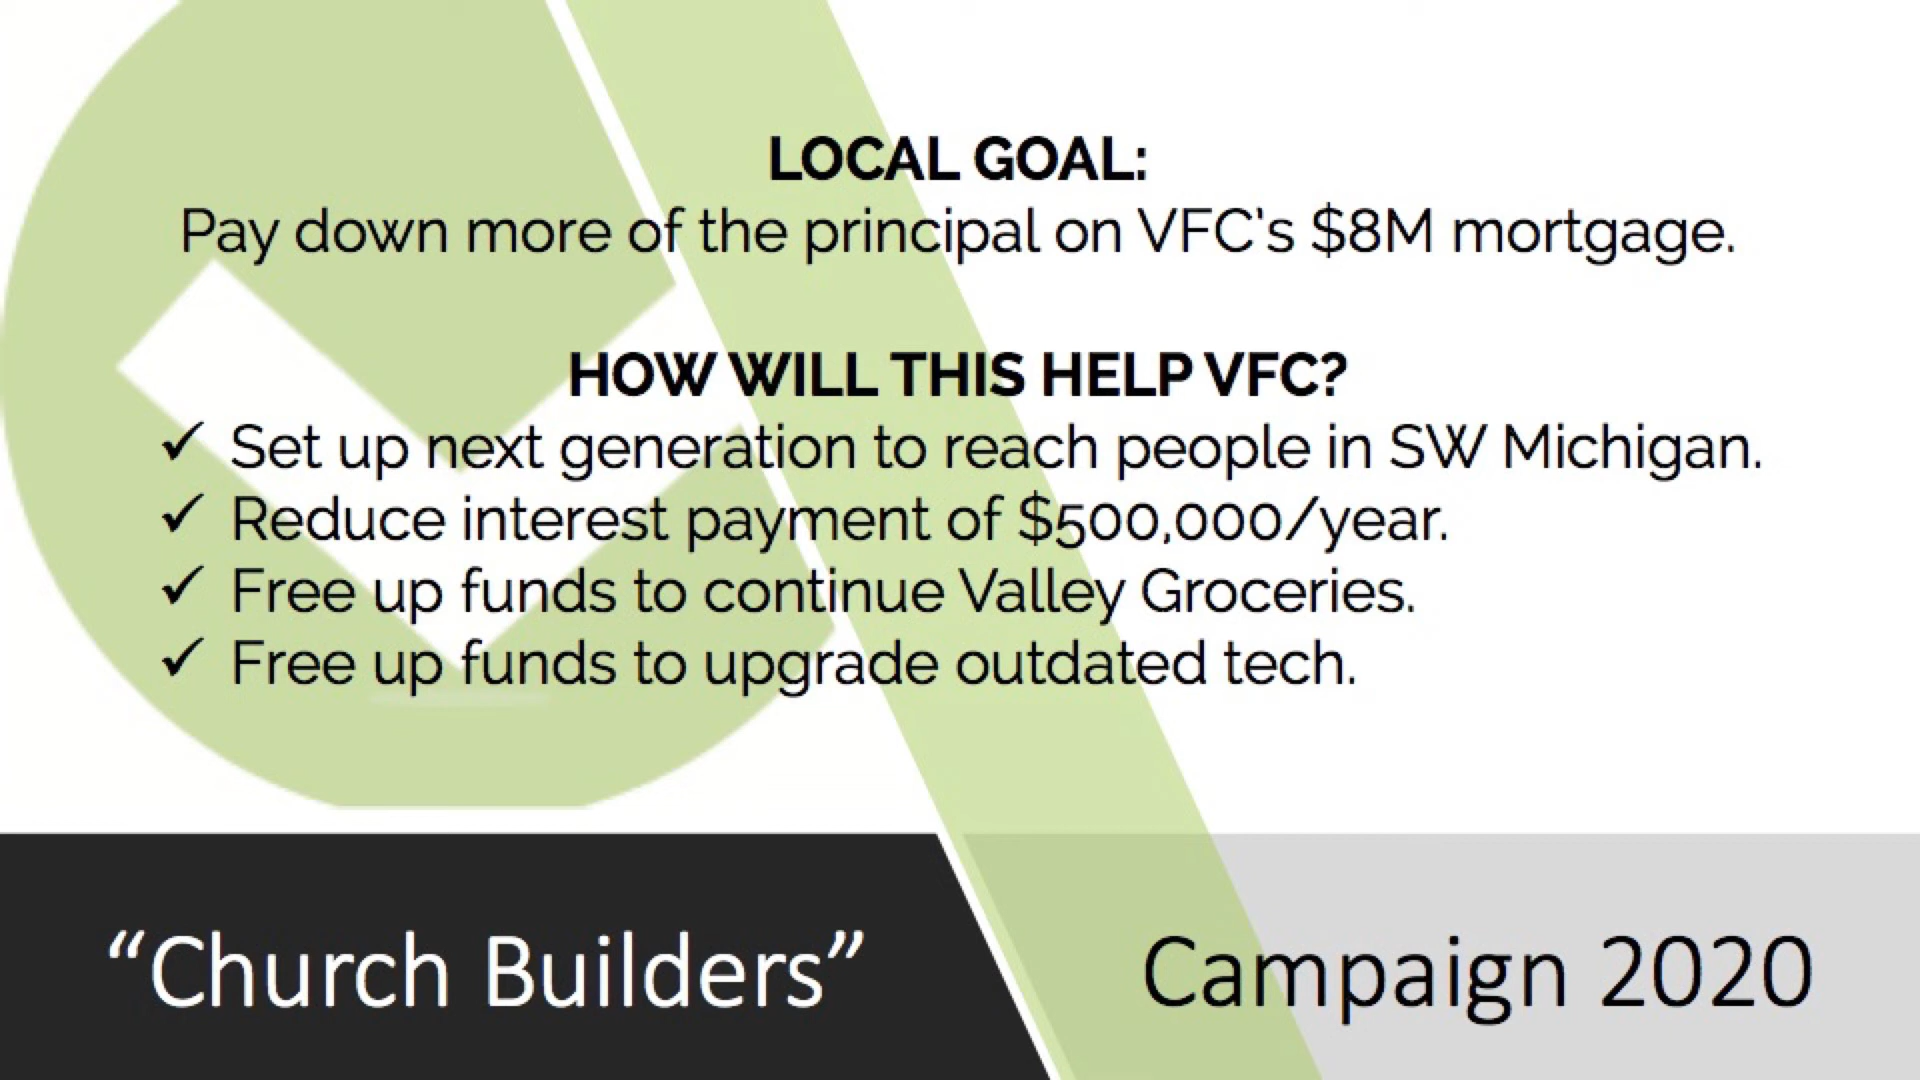 LOCAL GOAL:
Pay down more of the principal on VFC's $8M mortgage.
HOW WILL THIS HELP VFC?
✓ Set up next generation to reach people in SW Michigan.
✓ Reduce interest payment of $500,000/year.
✓ Free up funds to continue Valley Groceries.
✓ Free up funds to upgrade outdated tech.
“Church Builders” Campaign 2020